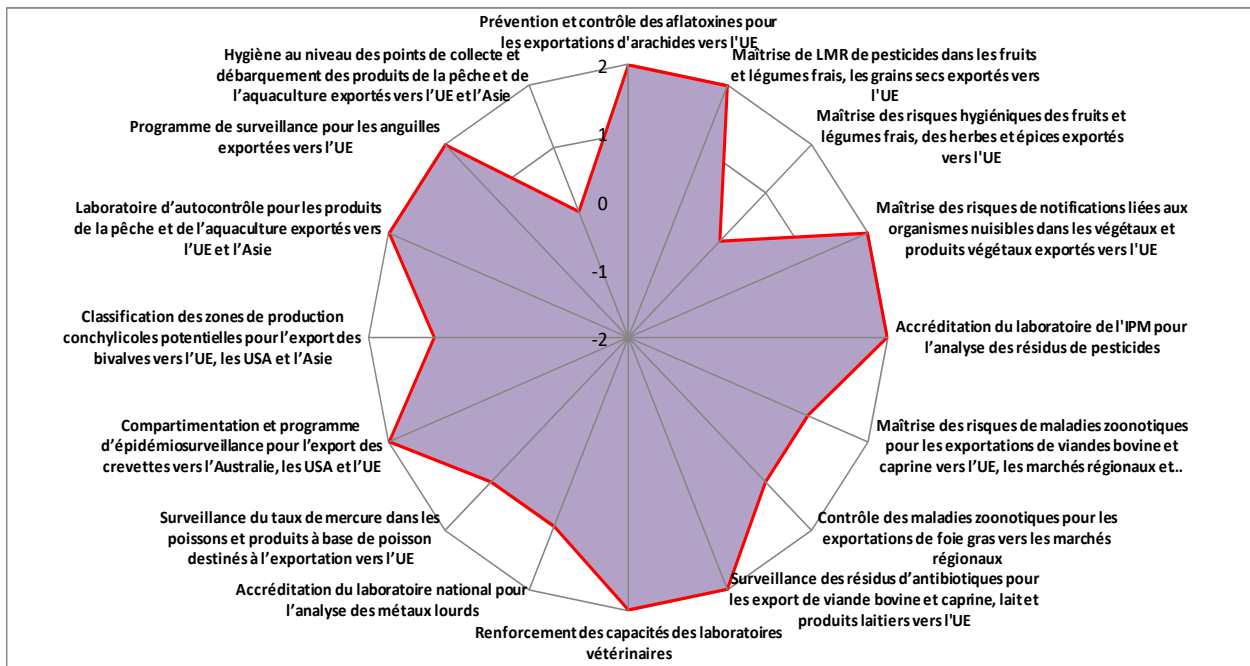 Prévention et contrôle des aflatoxines pour
les exportations d'arachides vers l'UE
Maîtrise de LMR de pesticides dans les fruits
et légumes frais, les grains secs exportés vers
l'UE
Maîtrise des risques hygiéniques des fruits et
légumes frais, des herbes et épices exportés
vers l'UE
Maîtrise des risques de notifications liées aux
organismes nuisibles dans les végétaux et
produits végétaux exportés vers l'UE
Accréditation du laboratoire de l'IPM pour
l’analyse des résidus de pesticides
Maîtrise des risques de maladies zoonotiques
pour les exportations de viandes bovine et
caprine vers l’UE, les marchés régionaux et..
Contrôle des maladies zoonotiques pour les
exportations de foie gras vers les marchés
régionaux
Surveillance des résidus d’antibiotiques pour
les export de viande bovine et caprine, lait et
produits laitiers vers l'UE
Renforcement des capacités des laboratoires
vétérinaires
Accréditation du laboratoire national pour
l’analyse des métaux lourds
Surveillance du taux de mercure dans les
poissons et produits à base de poisson
destinés à l’exportation vers l’UE
Compartimentation et programme
d’épidémiosurveillance pour l’export des
crevettes vers l’Australie, les USA et l’UE
Classification des zones de production
conchylicoles potentielles pour l’export des
bivalves vers l’UE, les USA et l’Asie
Laboratoire d’autocontrôle pour les produits
de la pêche et de l’aquaculture exportés vers
l’UE et l’Asie
Programme de surveillance pour les anguilles
exportées vers l’UE
Hygiène au niveau des points de collecte et
débarquement des produits de la pêche et de
l’aquaculture exportés vers l’UE et l’Asie
2
1
0
-1
-2